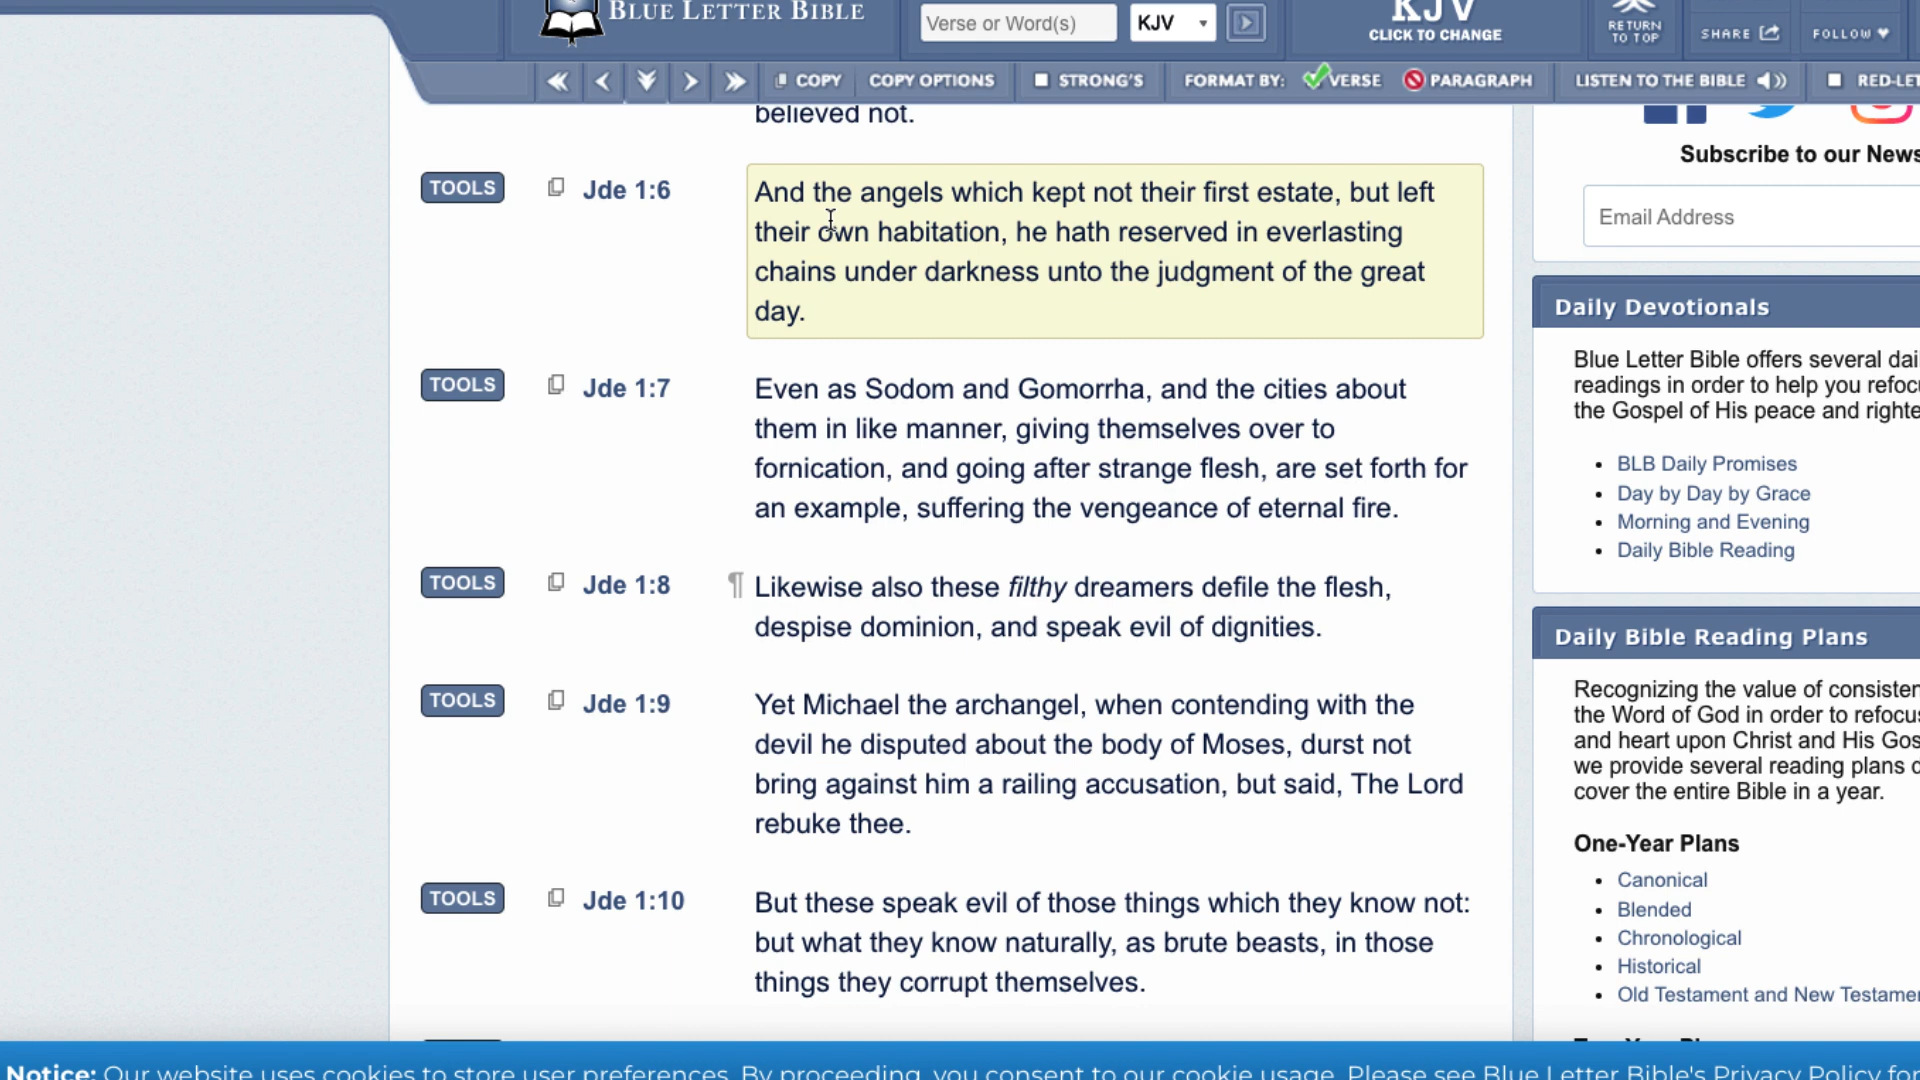 BLUE LETTER BIBLE
Verse or Word(s)
KJV
KJV
CLICK TO CHANGE
RETURN
TO TOP
SHARE
FOLLOW
COPY
COPY OPTIONS
STRONG'S
FORMAT BY:
VERSE
PARAGRAPH
LISTEN TO THE BIBLE
RED-LET
believed not.
TOOLS
Jde 1:6
And the angels which kept not their first estate, but left
their own habitation, he hath reserved in everlasting
chains under darkness unto the judgment of the great
day.
TOOLS
Jde 1:7
Even as Sodom and Gomorrha, and the cities about
them in like manner, giving themselves over to
fornication, and going after strange flesh, are set forth for
an example, suffering the vengeance of eternal fire.
TOOLS
Jde 1:8
¶ Likewise also these filthy dreamers defile the flesh,
despise dominion, and speak evil of dignities.
TOOLS
Jde 1:9
Yet Michael the archangel, when contending with the
devil he disputed about the body of Moses, durst not
bring against him a railing accusation, but said, The Lord
rebuke thee.
TOOLS
Jde 1:10
But these speak evil of those things which they know not:
but what they know naturally, as brute beasts, in those
things they corrupt themselves.
Subscribe to our News
Email Address
Daily Devotionals
Blue Letter Bible offers several dai
readings in order to help you refocu
the Gospel of His peace and righte
BLB Daily Promises
Day by Day by Grace
Morning and Evening
Daily Bible Reading
Daily Bible Reading Plans
Recognizing the value of consisten
the Word of God in order to refocus
and heart upon Christ and His Gos
we provide several reading plans d
cover the entire Bible in a year.
One-Year Plans
Canonical
Blended
Chronological
Historical
Old Testament and New Testamen
Notice: Our website uses cookies to store user preferences. By proceeding, you consent to our cookie usage. Please see Blue Letter Bible's Privacy Policy for